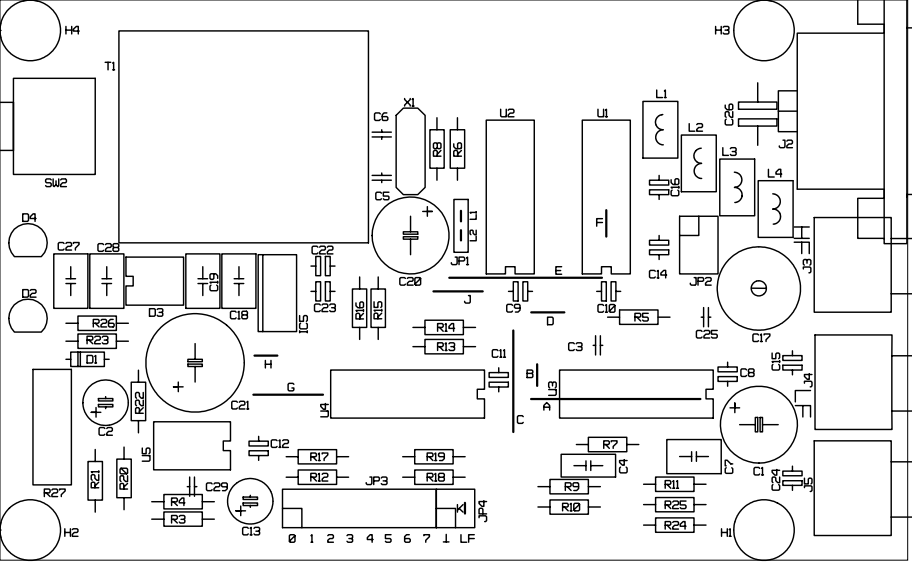 H4
H3
T1
L1
X1
C6
U2
U1
C26
L2
J2
R8
R6
L3
L4
SW2
C16
C5
D4
L1
L2
F
J3
C27
C28
C22
JP1
E
C14
C19
C20
JP2
D2
J
C18
C23
R16
R15
C9
C10
D3
IC5
D
R5
R26
R14
C25
C17
R23
R13
C3
D1
H
C11
C15
B
C8
J4
G
U3
R22
C21
U4
A
C2
C
U5
C12
R7
R17
R19
C4
C7
C1
R21
R20
R12
R18
C24
J5
R27
C29
JP3
R9
R11
R4
R10
R25
R3
C13
JP4
R24
H2
H1
0 1 2 3 4 5 6 7 ⊥ LF